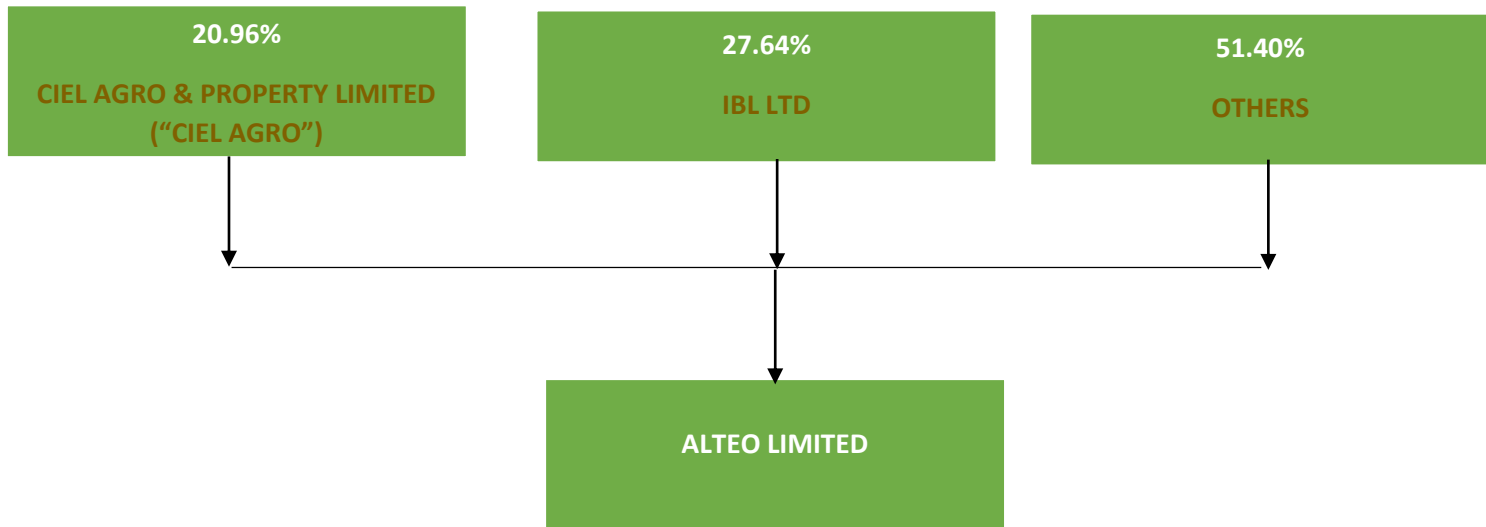 20.96%
CIEL AGRO & PROPERTY LIMITED
(“CIEL AGRO”)
27.64%
IBL LTD
51.40%
OTHERS
ALTEO LIMITED